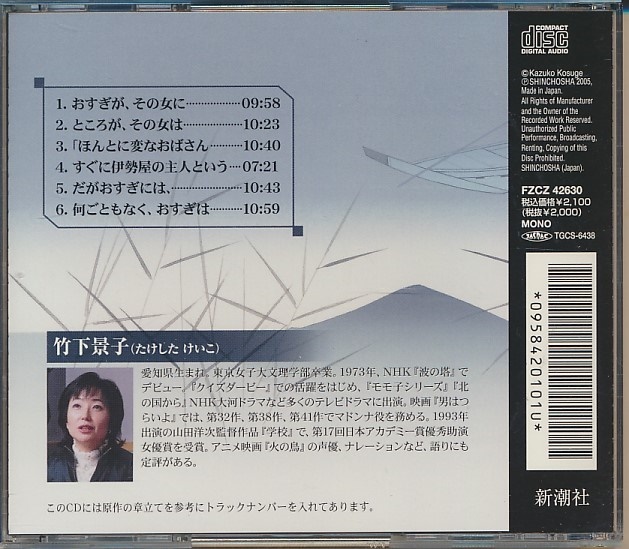 1. おすぎが、その女に………………09:58
2. ところが、その女は………………10:23
3. 「ほんとに変なおばさん…………10:40
4. すぐに伊勢屋の主人という……07:21
5. だがおすぎには、…………………10:43
6. 何ごともなく、おすぎは…………10:59
竹下景子(たけした けいこ)
愛知県生まれ。東京女子大文理学部卒業。1973年、NHK『波の塔』で
デビュー。『クイズダービー』での活躍をはじめ、『モモ子シリーズ』『北
の国から』NHK大河ドラマなど多くのテレビドラマに出演。映画『男はつ
らいよ』では、第32作、第38作、第41作でマドンナ役を務める。1993年
出演の山田洋次監督作品『学校』で、第17回日本アカデミー賞優秀助演
女優賞を受賞。アニメ映画『火の鳥』の声優、ナレーションなど、語りにも
定評がある。
このCDには原作の章立てを参考にトラックナンバーを入れてあります。
COMPACT
disc
DIGITAL AUDIO
©Kazuko Kosuge
℗SHINCHOSHA 2005,
Made in Japan.
All Rights of Manufacturer
and the Owner of the
Recorded Work Reserved.
Unauthorized Public
Performance, Broadcasting,
Renting, Copying of this
Disc Prohibited.
SHINCHOSHA (Japan).
FZCZ 42630
税込価格¥2,100
(税抜¥2,000)
MONO
TGCS-6438
*0958420101U*
新潮社